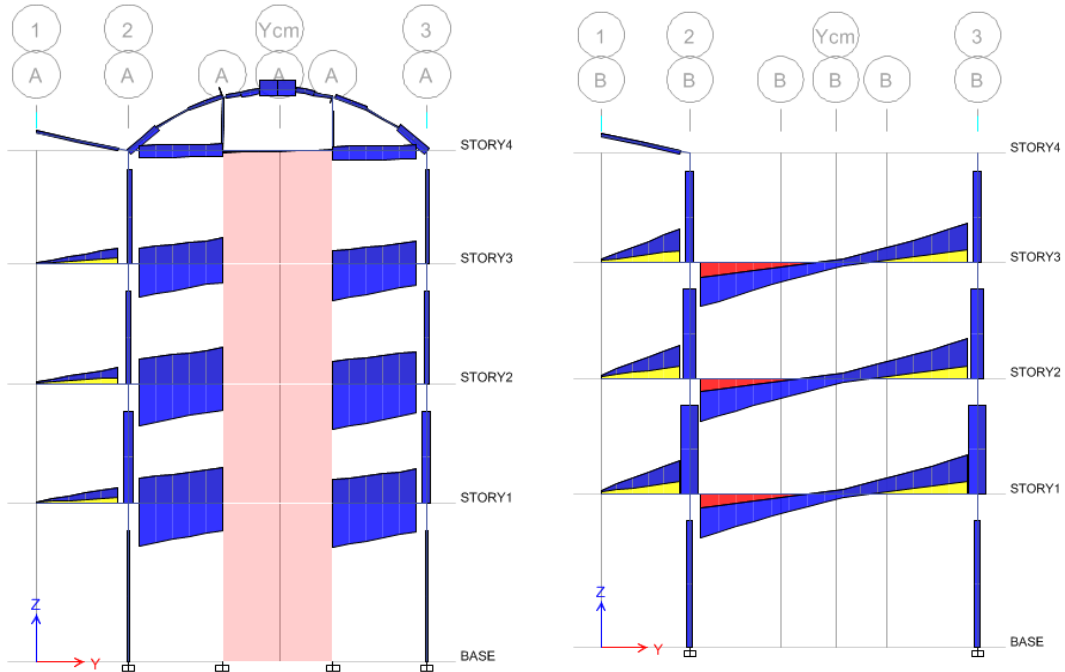 1 2 Ycm 3
A A A A A A
STORY4
STORY3
STORY2
STORY1
Z
Y
BASE
1 2 Ycm 3
B B B B B B
STORY4
STORY3
STORY2
STORY1
Z
Y
BASE